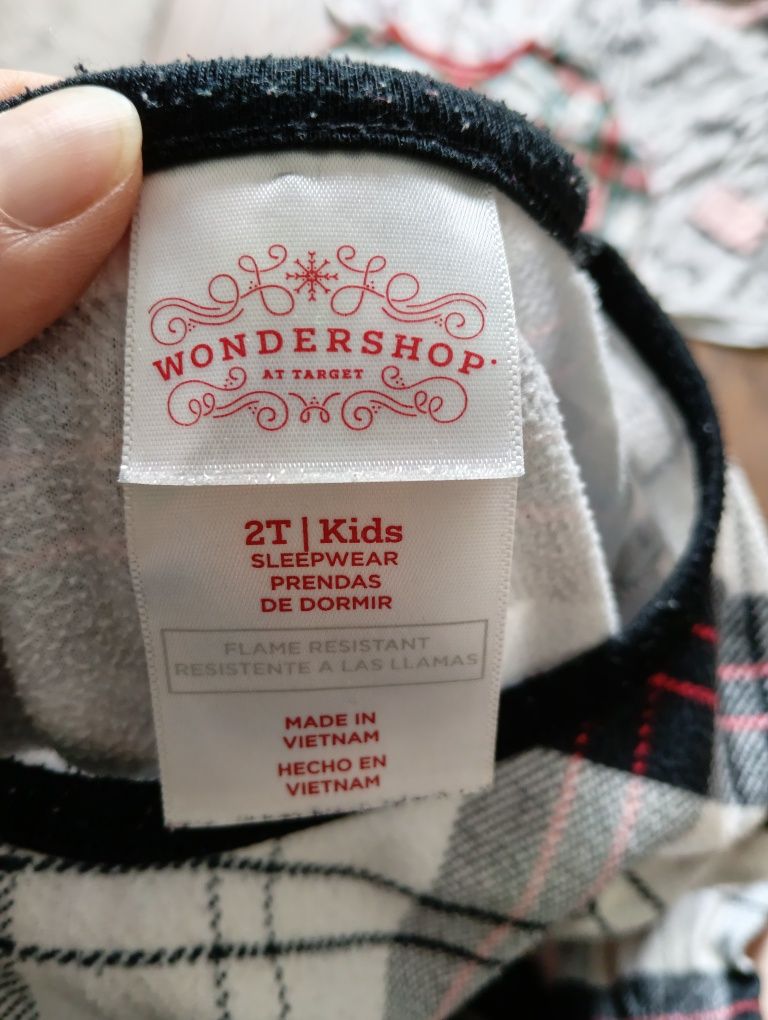 WONDERSHOP
AT TARGET
2T | Kids
SLEEPWEAR
PRENDAS
DE DORMIR
FLAME RESISTANT
RESISTENTE A LAS LLAMAS
MADE IN
VIETNAM
HECHO EN
VIETNAM